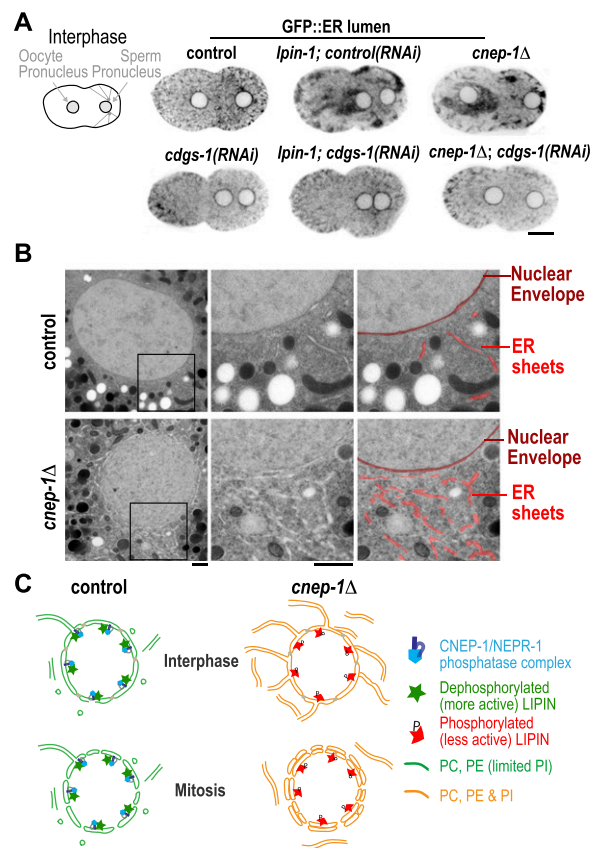 A
GFP::ER lumen
Interphase
Oocyte
Pronucleus
Sperm
Pronucleus
control
lpin-1; control(RNAi)
cnep-1Δ
cdgs-1(RNAi)
lpin-1; cdgs-1(RNAi)
cnep-1Δ; cdgs-1(RNAi)
B
control
Nuclear
Envelope
ER
sheets
cnep-1Δ
Nuclear
Envelope
ER
sheets
C
control
cnep-1Δ
Interphase
Mitosis
P
P
P
P
P
P
P
P
P
P
P
P
P
CNEP-1/NEPR-1
phosphatase complex
Dephosphorylated
(more active) LIPIN
P
Phosphorylated
(less active) LIPIN
PC, PE (limited PI)
PC, PE & PI